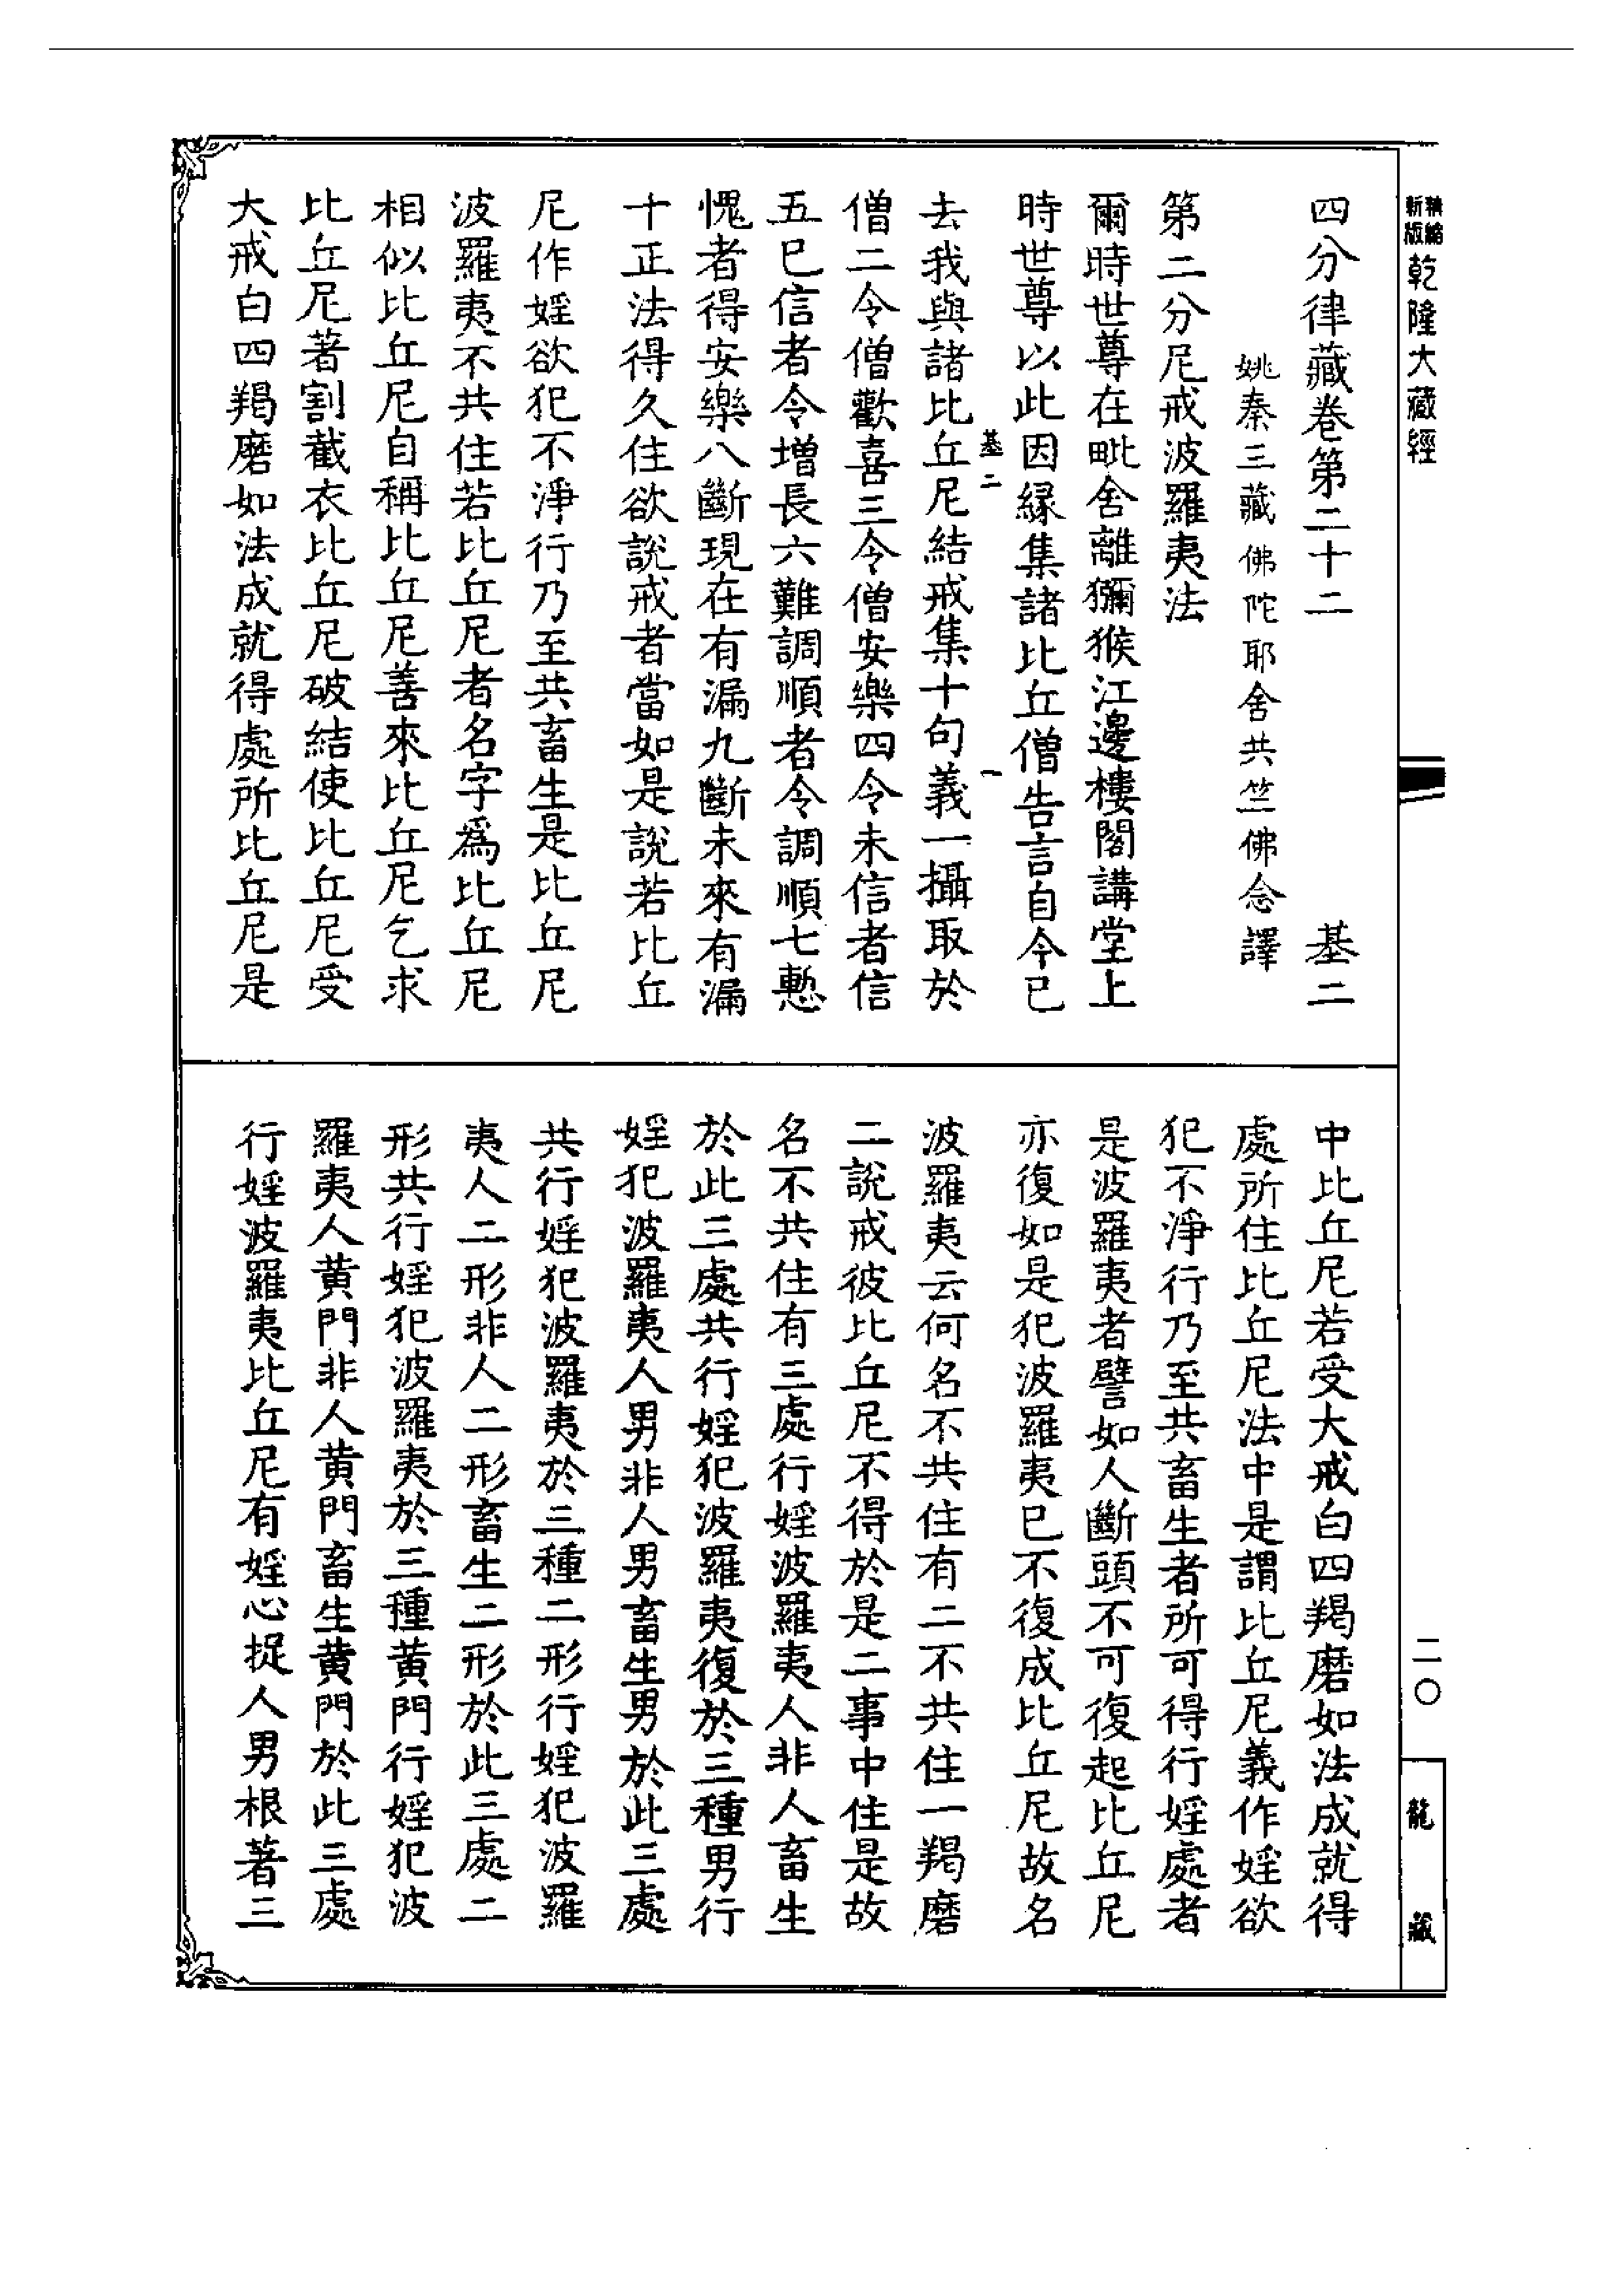 新版
精縮
乾隆大藏經
四分律藏卷第二十二　基二
姚秦三藏佛陀耶舍共竺佛念譯
第二分尼戒波羅夷法
爾時世尊在毗舍離獼猴江邊樓閣講堂上
時世尊以此因緣集諸比丘僧告言自今已
基二　一
去我與諸比丘尼結戒集十句義一攝取於
僧二令僧歡喜三令僧安樂四令未信者信
五已信者令增長六難調順者令調順七慙
愧者得安樂八斷現在有漏九斷未來有漏
十正法得久住欲說戒者當如是說若比丘
尼作婬欲犯不淨行乃至共畜生是比丘尼
波羅夷不共住若比丘尼者名字為比丘尼
相似比丘尼自稱比丘尼善來比丘尼乞求
比丘尼著割截衣比丘尼破結使比丘尼受
大戒白四羯磨如法成就得處所比丘尼是
中比丘尼若受大戒白四羯磨如法成就得
處所住比丘尼法中是謂比丘尼義作婬欲
犯不淨行乃至共畜生者所可得行婬處者
是波羅夷者譬如人斷頭不可復起比丘尼
亦復如是犯波羅夷已不復成比丘尼故名
波羅夷云何名不共住有二不共住一羯磨
二說戒彼比丘尼不得於是二事中住是故
名不共住有三處行婬波羅夷人非人畜生
於此三處共行婬犯波羅夷復於三種男行
婬犯波羅夷人男非人男畜生男於此三處
共行婬犯波羅夷於三種二形行婬犯波羅
夷人二形非人二形畜生二形於此三處二
形共行婬犯波羅夷於三種黃門行婬犯波
羅夷人黃門非人黃門畜生黃門於此三處
行婬波羅夷比丘尼有婬心捉人男根著三
二〇
龍藏